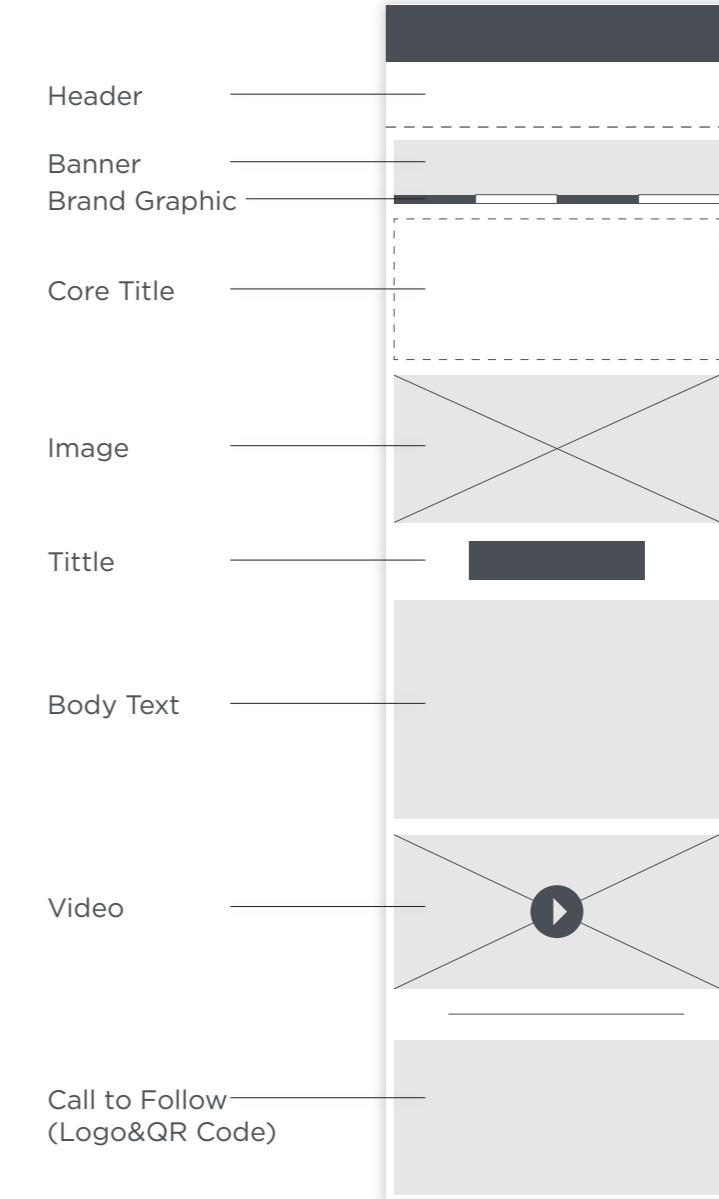 Header
Banner
Brand Graphic
Core Title
Image
Tittle
Body Text
Video
Call to Follow
(Logo&QR Code)